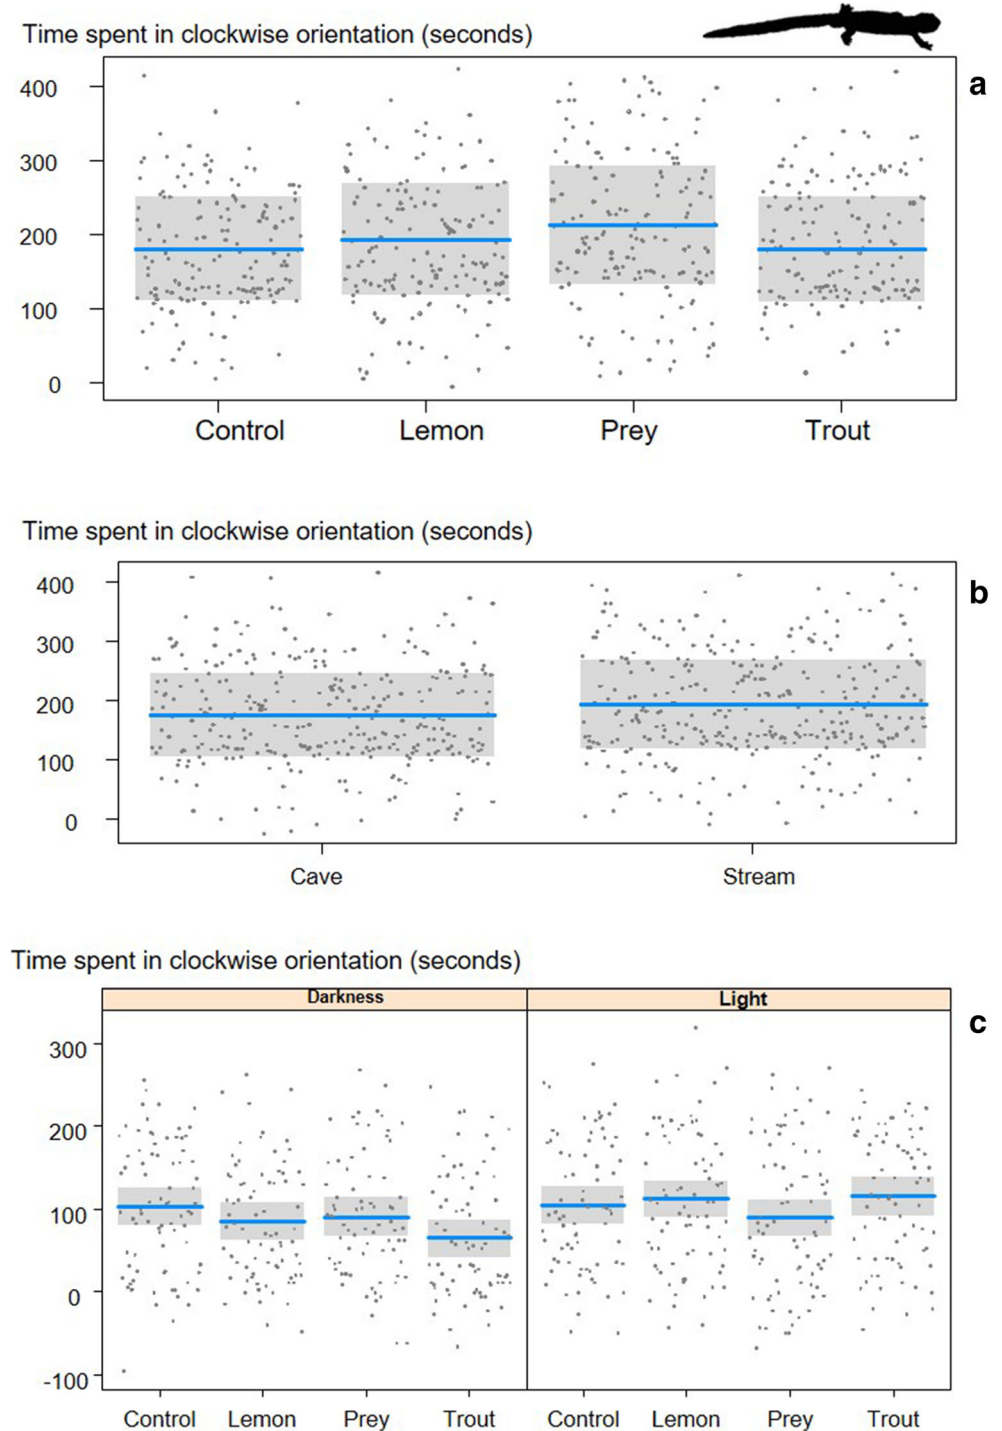 Time spent in clockwise orientation (seconds)
a
400
300
200
100
0
Control Lemon Prey Trout
Time spent in clockwise orientation (seconds)
b
400
300
200
100
0
Cave Stream
Time spent in clockwise orientation (seconds)
Darkness Light
c
300
200
100
0
-100
Control Lemon Prey Trout Control Lemon Prey Trout